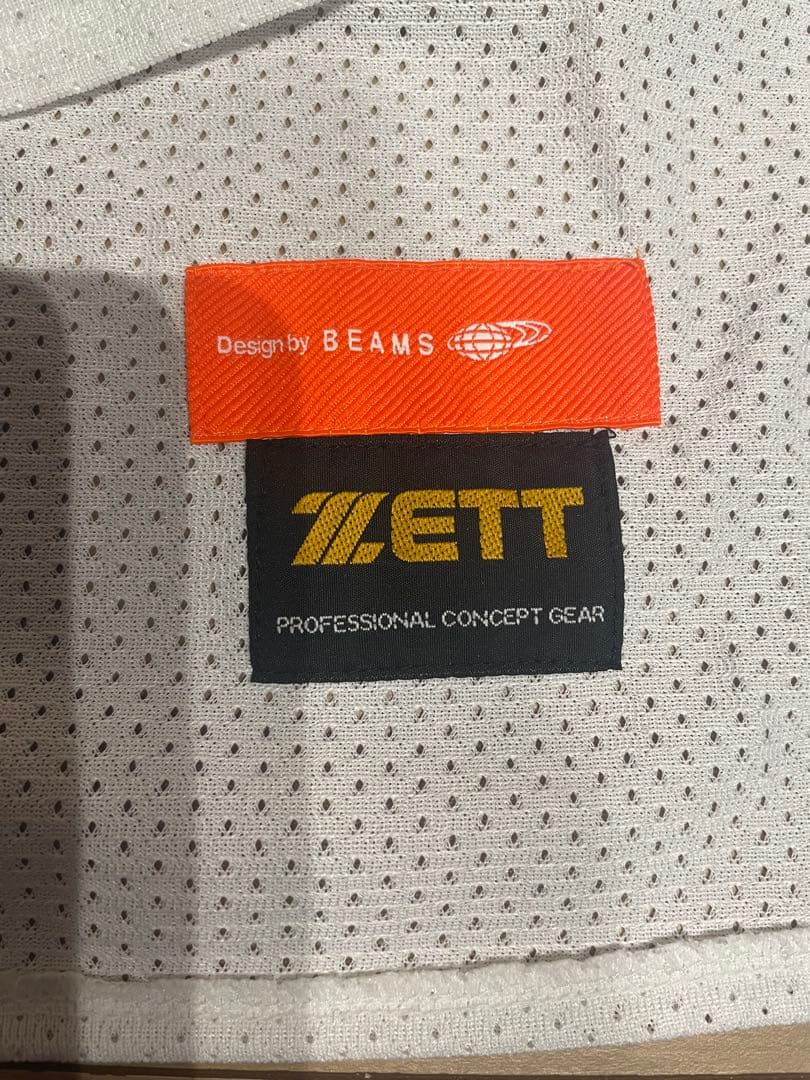 Design by BEAMS
ZETT
PROFESSIONAL CONCEPT GEAR